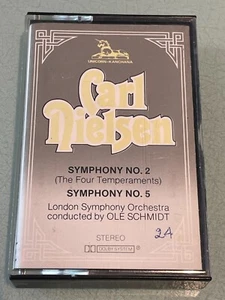 UNICORN-KANCHANA
Carl
Nielsen
SYMPHONY NO. 2
(The Four Temperaments)
SYMPHONY NO. 5
London Symphony Orchestra
conducted by OLE SCHMIDT
2A
STEREO
DOLBY SYSTEM